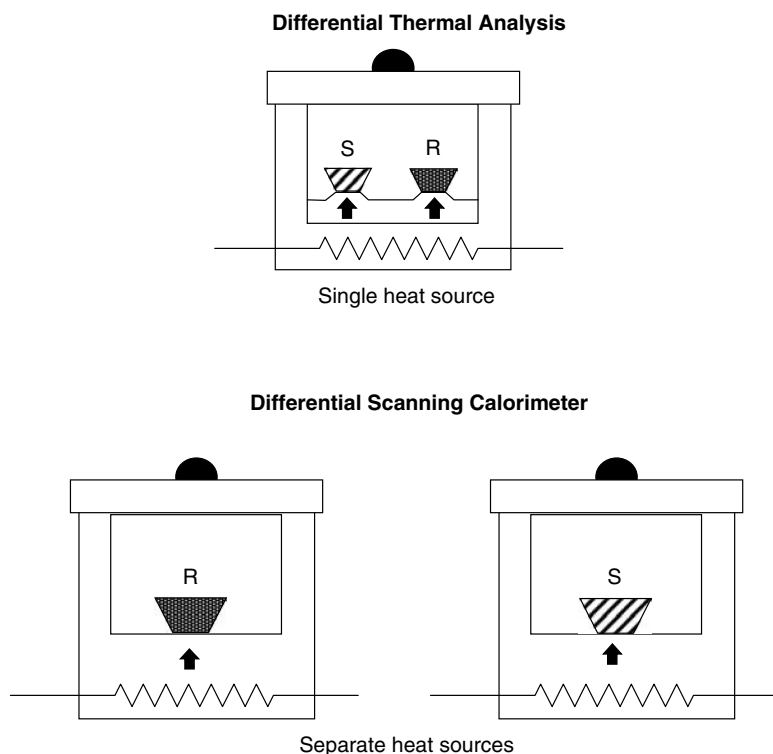 Differential Thermal Analysis
S R
Single heat source
Differential Scanning Calorimeter
R S
Separate heat sources